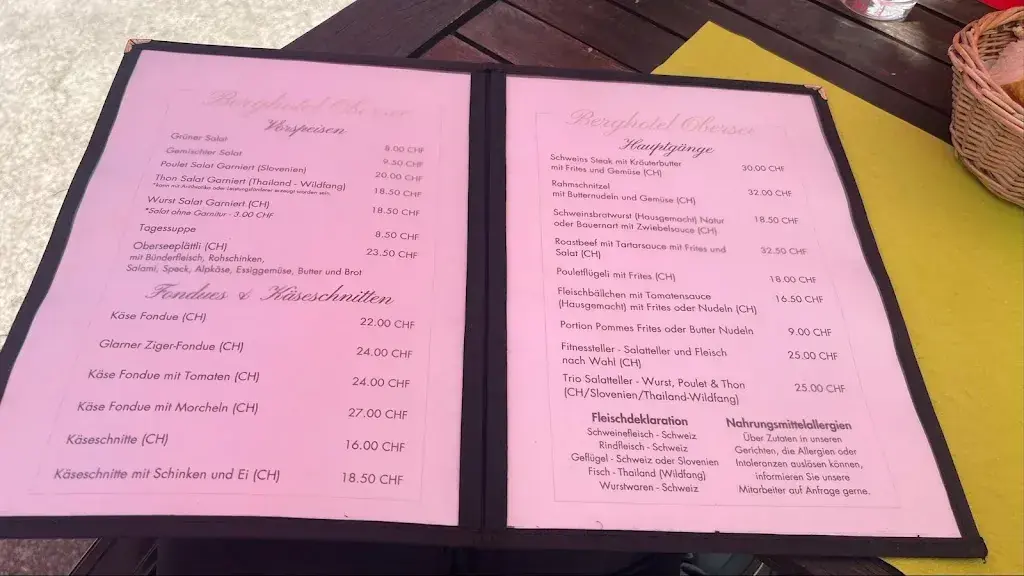 Berghotel Obersee
Vorspeisen
Grüner Salat 8.00 CHF
Gemischter Salat 9.50 CHF
Poulet Salat Garniert (Slovenien) 20.00 CHF
Thon Salat Garniert (Thailand - Wildfang) 18.50 CHF
*kann mit Antibiotika oder Leistungsförderer erzeugt worden sein.
Wurst Salat Garniert (CH) 18.50 CHF
*Salat ohne Garnitur - 3.00 CHF
Tagessuppe 8.50 CHF
Oberseeplättli (CH) 23.50 CHF
mit Bünderfleisch, Rohschinken,
Salami, Speck, Alpkäse, Essiggemüse, Butter und Brot
Fondues & Käseschnitten
Käse Fondue (CH) 22.00 CHF
Glarner Ziger-Fondue (CH) 24.00 CHF
Käse Fondue mit Tomaten (CH) 24.00 CHF
Käse Fondue mit Morcheln (CH) 27.00 CHF
Käseschnitte (CH) 16.00 CHF
Käseschnitte mit Schinken und Ei (CH) 18.50 CHF
Berghotel Obersee
Hauptgänge
Schweins Steak mit Kräuterbutter
mit Frites und Gemüse (CH) 30.00 CHF
Rahmschnitzel
mit Butternudeln und Gemüse (CH) 32.00 CHF
Schweinsbratwurst (Hausgemacht) Natur 18.50 CHF
oder Bauernart mit Zwiebelsauce (CH)
Roastbeef mit Tartarsauce mit Frites und 32.50 CHF
Salat (CH)
Pouletflügeli mit Frites (CH) 18.00 CHF
Fleischbällchen mit Tomatensauce 16.50 CHF
(Hausgemacht) mit Frites oder Nudeln (CH)
Portion Pommes Frites oder Butter Nudeln 9.00 CHF
Fitnessteller - Salatteller und Fleisch 25.00 CHF
nach Wahl (CH)
Trio Salatteller - Wurst, Poulet & Thon 25.00 CHF
(CH/Slovenien/Thailand-Wildfang)
Fleischdeklaration
Schweinefleisch - Schweiz
Rindfleisch - Schweiz
Geflügel - Schweiz oder Slovenien
Fisch - Thailand (Wildfang)
Wurstwaren - Schweiz
Nahrungsmittelallergien
Über Zutaten in unseren
Gerichten, die Allergien oder
Intoleranzen auslösen können,
informieren Sie unsere
Mitarbeiter auf Anfrage gerne.